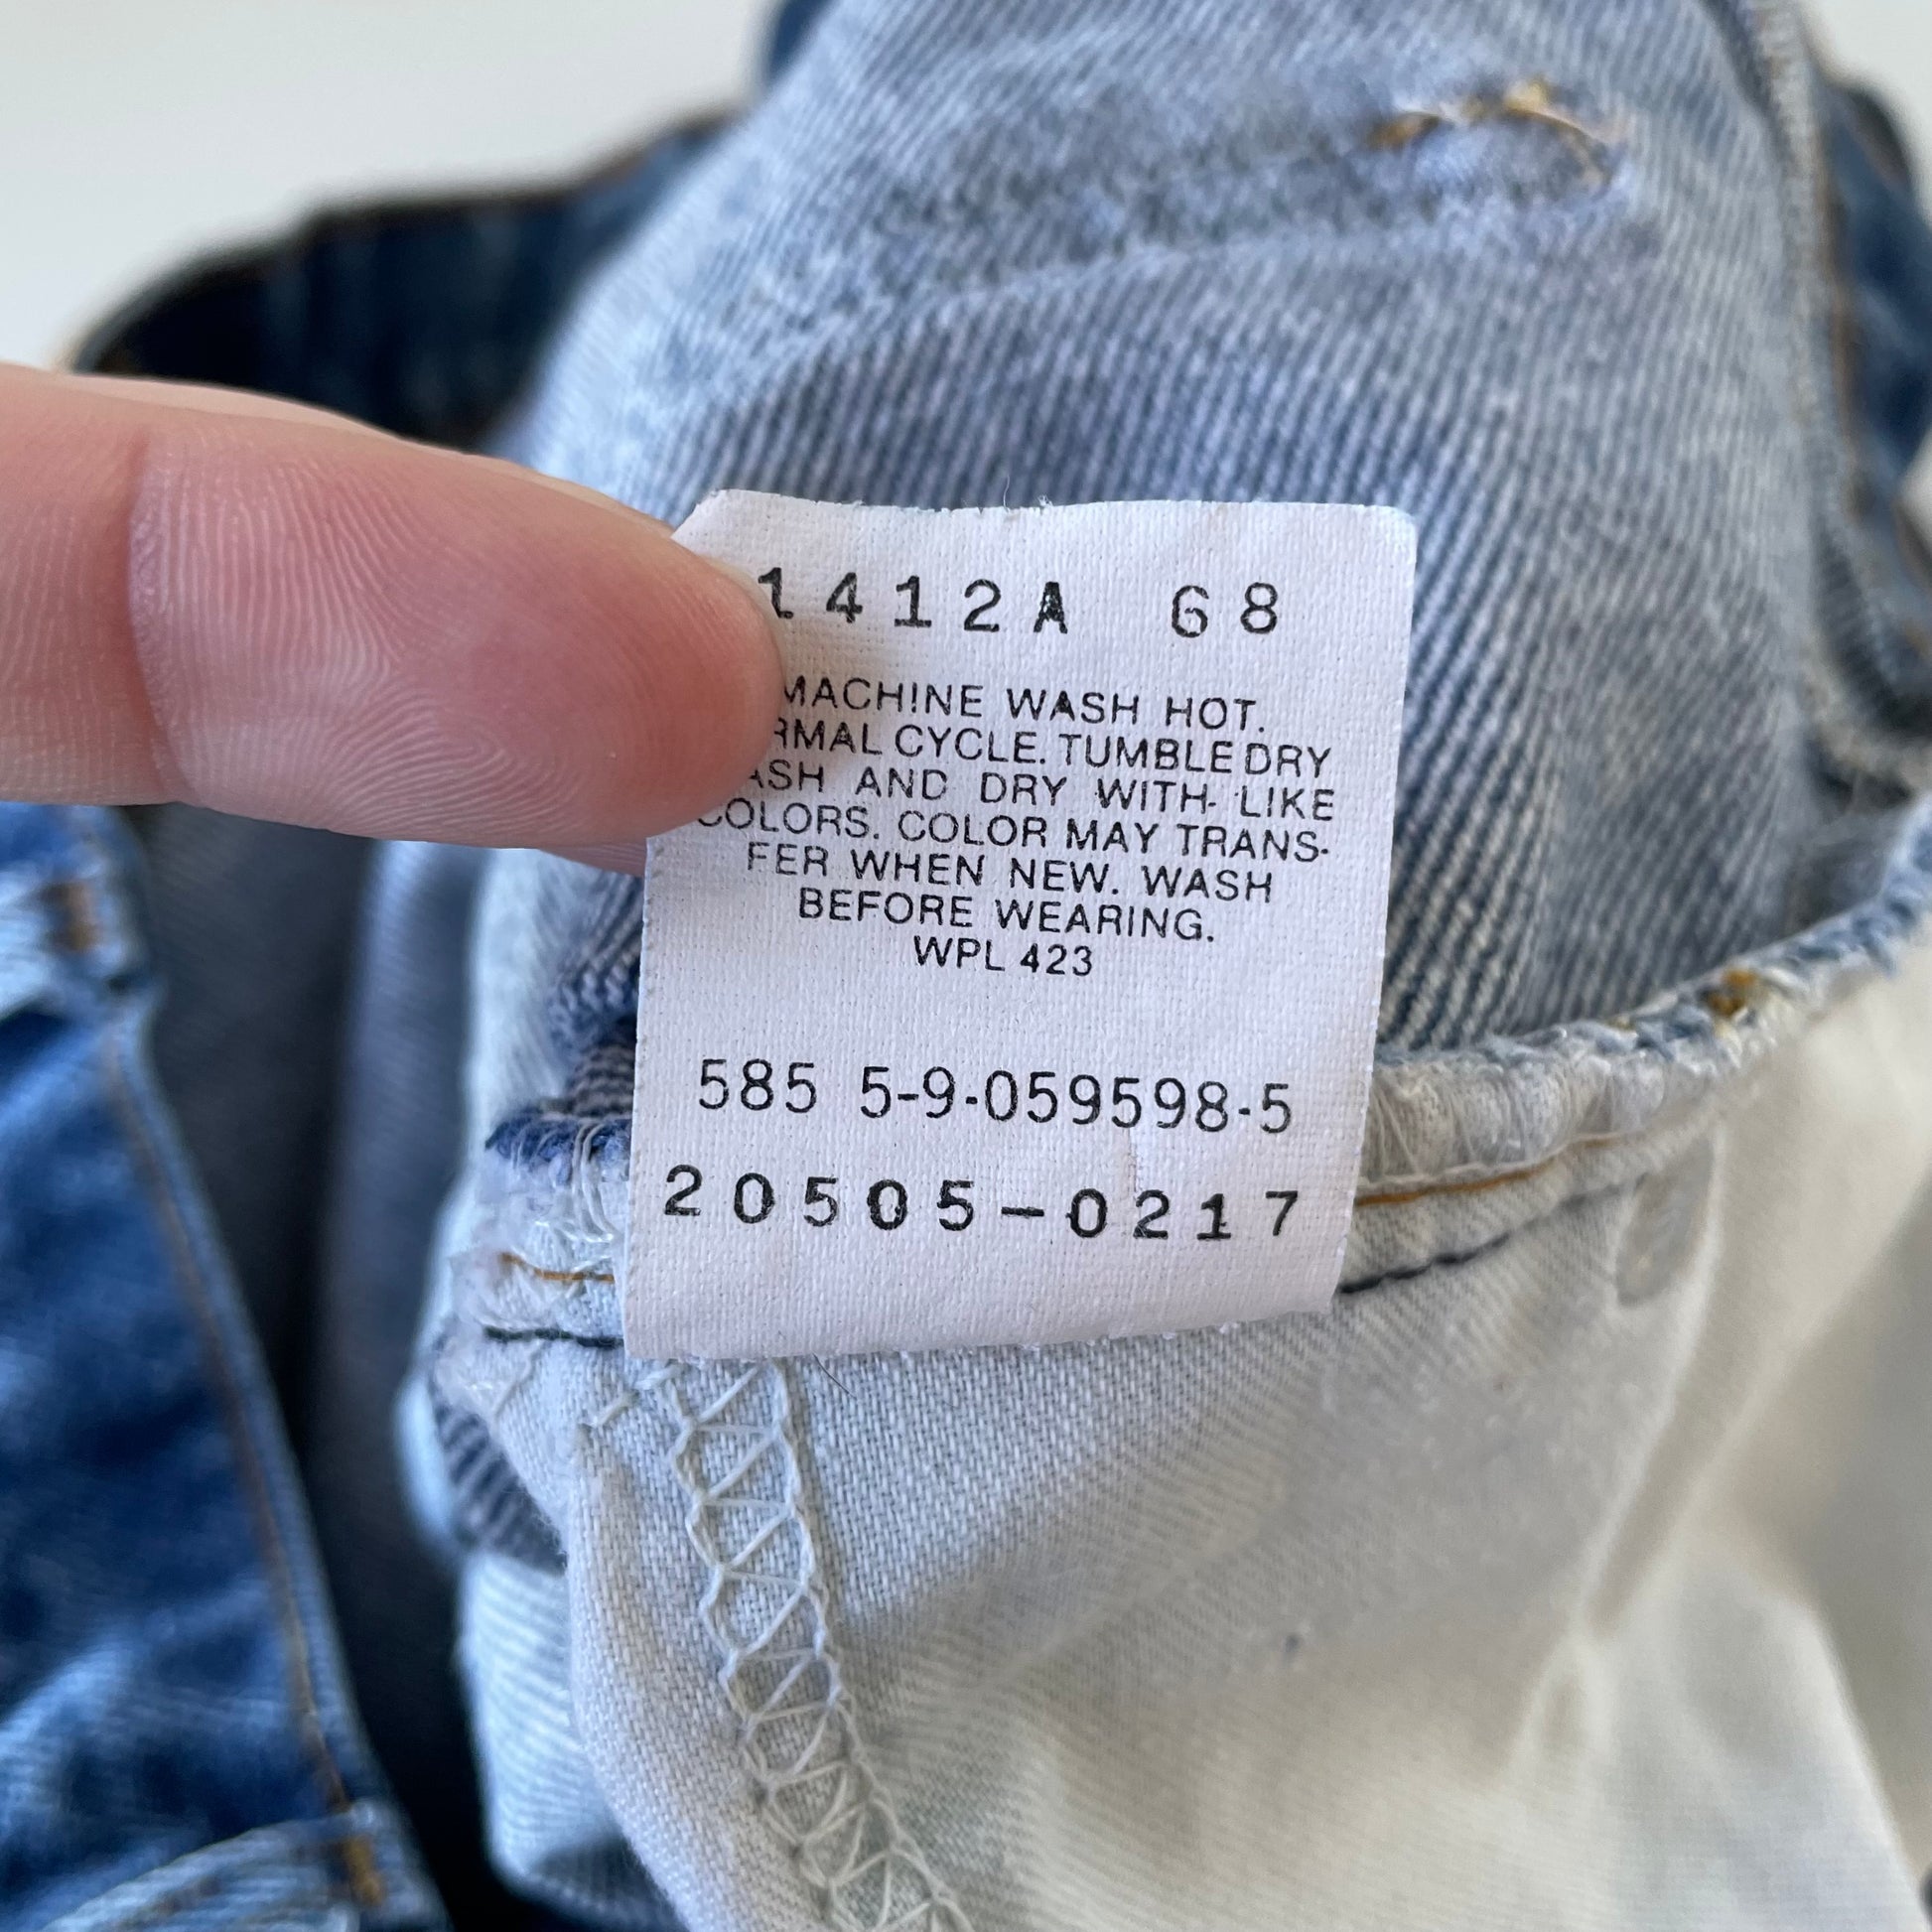 1412A 68
MACHINE WASH HOT.
RMAL CYCLE. TUMBLE DRY
ASH AND DRY WITH LIKE
COLORS. COLOR MAY TRANS-
FER WHEN NEW. WASH
BEFORE WEARING.
WPL 423
585 5-9-059598-5
20505-0217